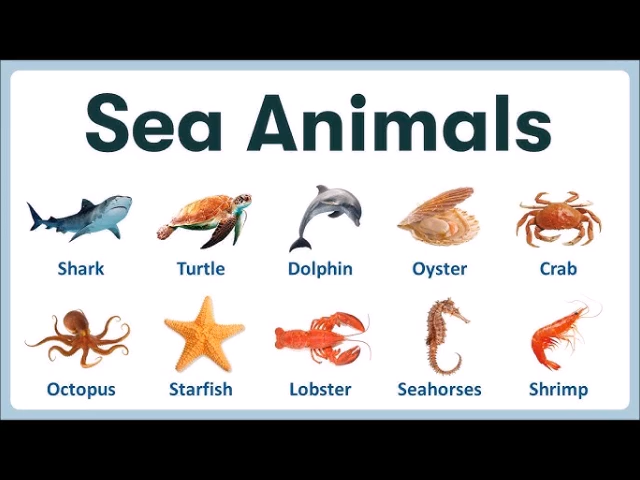 Sea Animals
Shark Turtle Dolphin Oyster Crab
Octopus Starfish Lobster Seahorses Shrimp